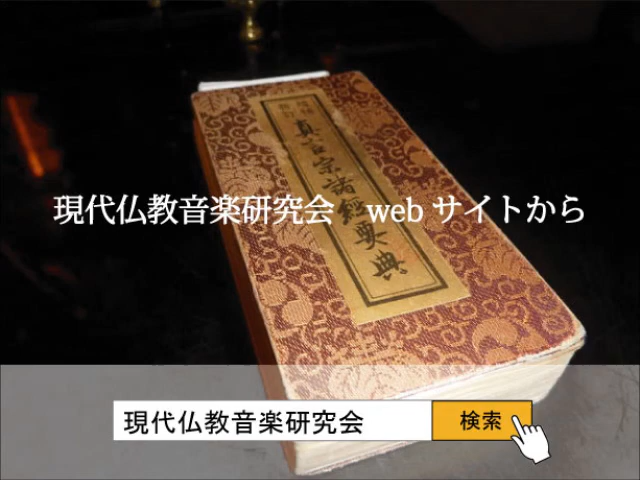 真言宗諸經要典
現代仏教音楽研究会　webサイトから
現代仏教音楽研究会
検索